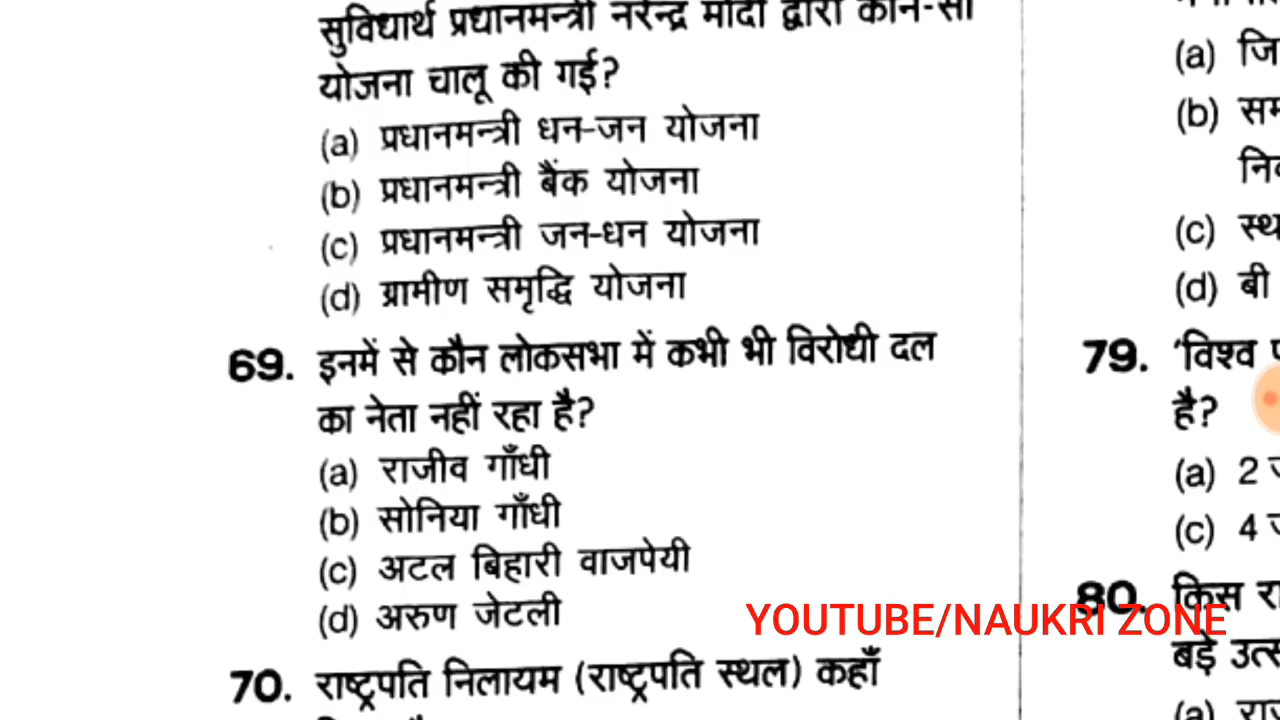 सुविधार्थ प्रधानमन्त्री नरेन्द्र मोदी द्वारा कौन-सी
योजना चालू की गई?
(a) प्रधानमन्त्री धन-जन योजना
(b) प्रधानमन्त्री बैंक योजना
(c) प्रधानमन्त्री जन-धन योजना
(d) ग्रामीण समृद्धि योजना
69. इनमें से कौन लोकसभा में कभी भी विरोधी दल
का नेता नहीं रहा है?
(a) राजीव गाँधी
(b) सोनिया गाँधी
(c) अटल बिहारी वाजपेयी
(d) अरुण जेटली
70. राष्ट्रपति निलायम (राष्ट्रपति स्थल) कहाँ
(a)
(b)
(c)
(d) बी
79. 'विश्व
है?
(a) 2
(c) 4
80. किस
बड़े
(a)
YOUTUBE/NAUKRI ZONE